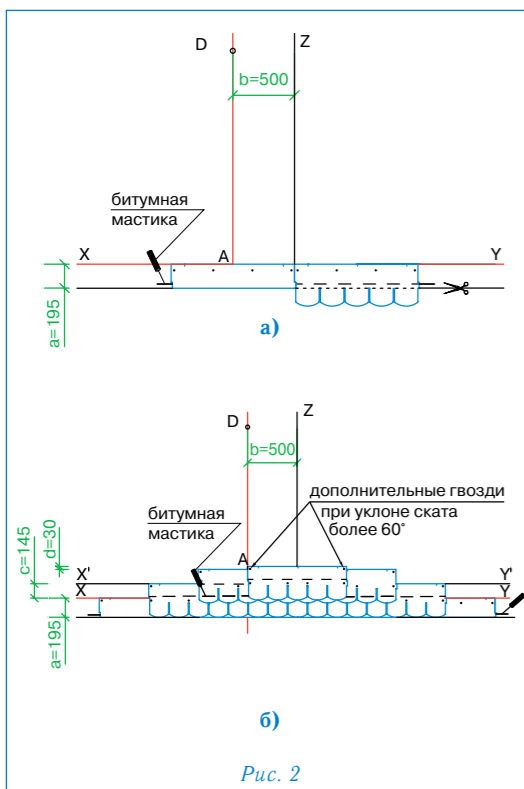 D
Z
b=500
битумная
мастика
X
A
Y
a=195
а)
D
Z
b=500
дополнительные гвозди
при уклоне ската
более 60°
битумная
мастика
d=30
c=145
A
X'
Y'
X
Y
a=195
б)
Рис. 2